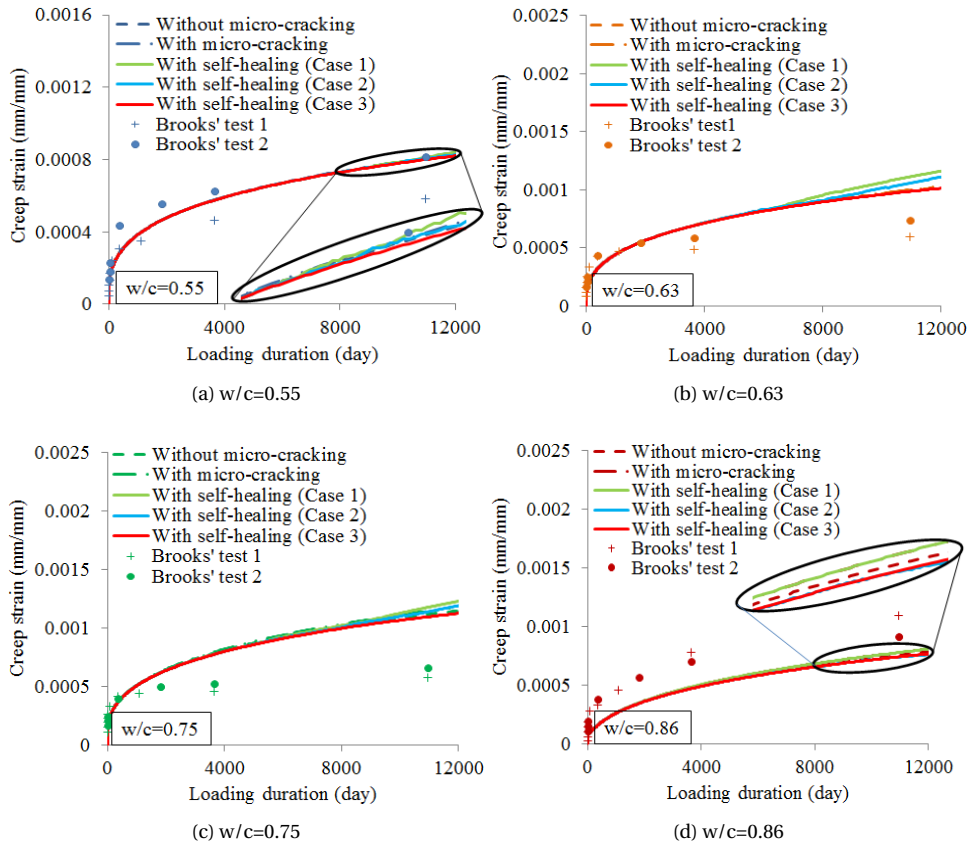 0.0016
0.0012
0.0008
0.0004
0
Creep strain (mm/mm)
Without micro-cracking
With micro-cracking
With self-healing (Case 1)
With self-healing (Case 2)
With self-healing (Case 3)
Brooks' test 1
Brooks' test 2
w/c=0.55
0 4000 8000 12000
Loading duration (day)
(a) w/c=0.55
0.0025
0.002
0.0015
0.001
0.0005
0
Creep strain (mm/mm)
Without micro-cracking
With micro-cracking
With self-healing (Case 1)
With self-healing (Case 2)
With self-healing (Case 3)
Brooks' test1
Brooks' test 2
w/c=0.63
0 4000 8000 12000
Loading duration (day)
(b) w/c=0.63
0.0025
0.002
0.0015
0.001
0.0005
0
Creep strain (mm/mm)
Without micro-cracking
With micro-cracking
With self-healing (Case 1)
With self-healing (Case 2)
With self-healing (Case 3)
Brooks' test 1
Brooks' test 2
w/c=0.75
0 4000 8000 12000
Loading duration (day)
(c) w/c=0.75
0.0025
0.002
0.0015
0.001
0.0005
0
Creep strain (mm/mm)
Without micro-cracking
With micro-cracking
With self-healing (Case 1)
With self-healing (Case 2)
With self-healing (Case 3)
Brooks' test 1
Brooks' test 2
w/c=0.86
0 4000 8000 12000
Loading duration (day)
(d) w/c=0.86